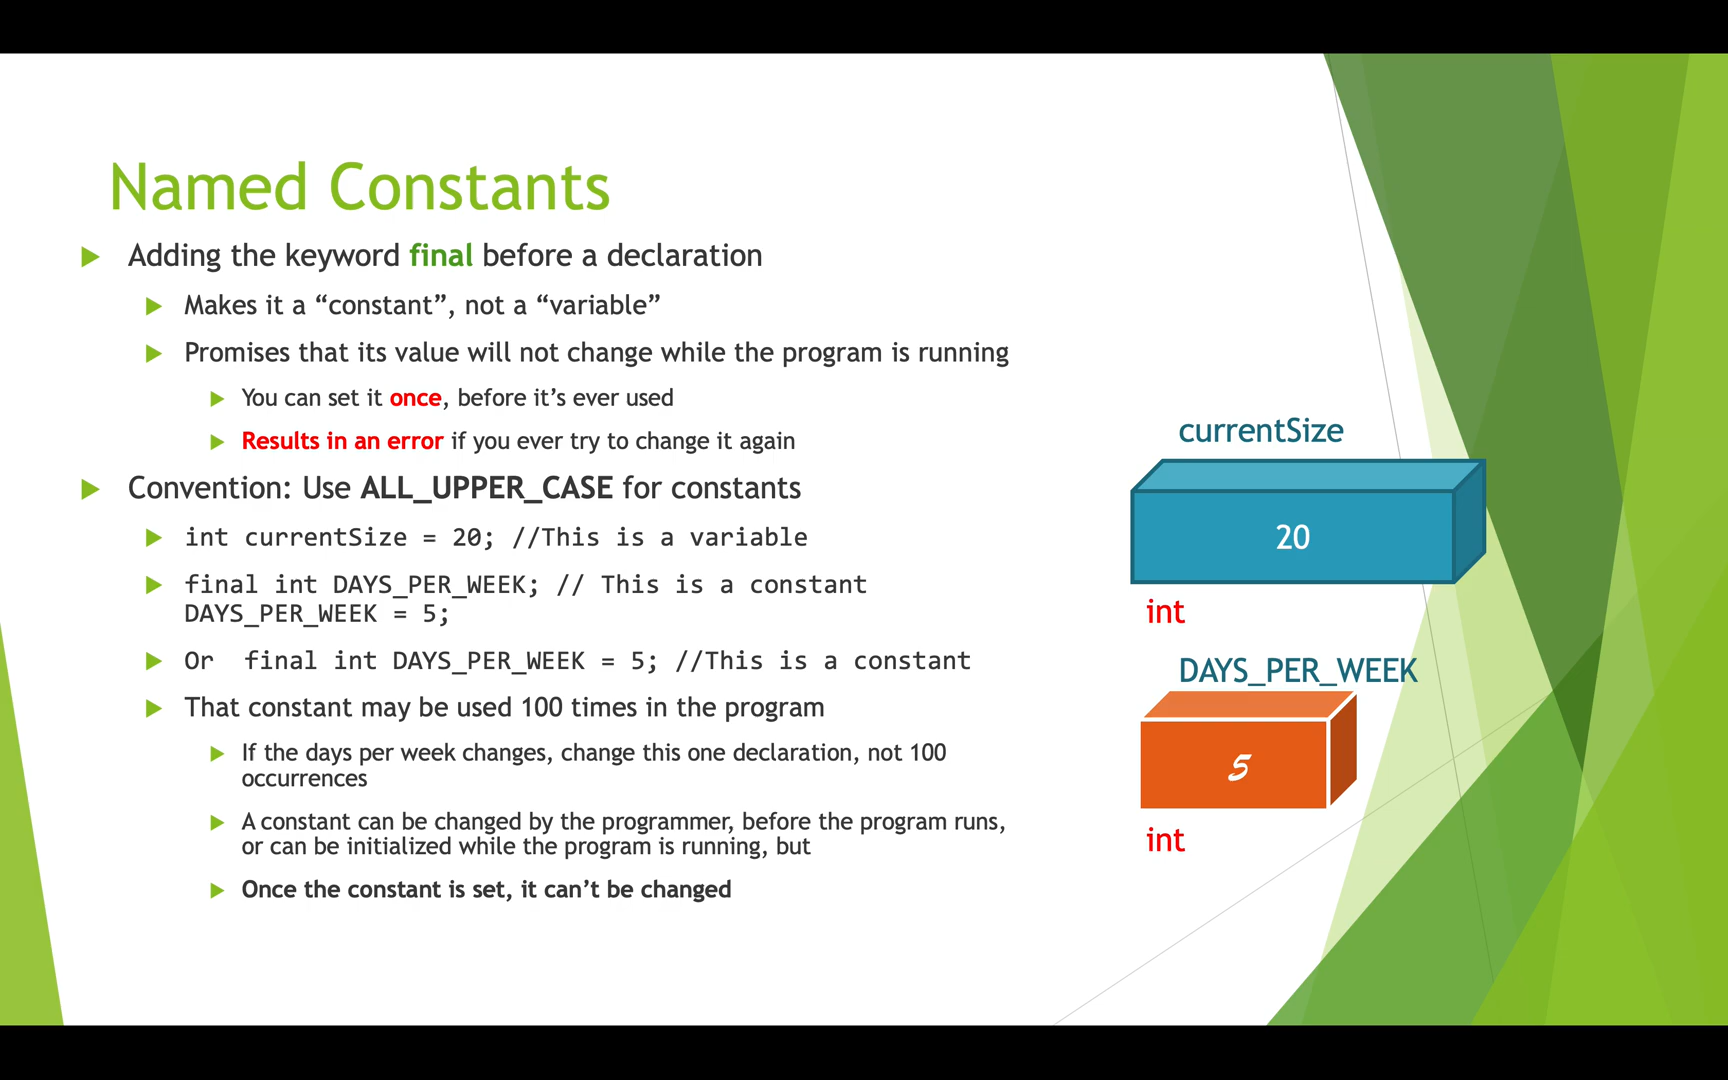 Named Constants
Adding the keyword final before a declaration
Makes it a “constant”, not a “variable”
Promises that its value will not change while the program is running
You can set it once, before it’s ever used
Results in an error if you ever try to change it again
Convention: Use ALL_UPPER_CASE for constants
int currentSize = 20; //This is a variable
final int DAYS_PER_WEEK; // This is a constant
DAYS_PER_WEEK = 5;
Or  final int DAYS_PER_WEEK = 5; //This is a constant
That constant may be used 100 times in the program
If the days per week changes, change this one declaration, not 100
occurrences
A constant can be changed by the programmer, before the program runs,
or can be initialized while the program is running, but
Once the constant is set, it can’t be changed
currentSize
20
int
DAYS_PER_WEEK
5
int